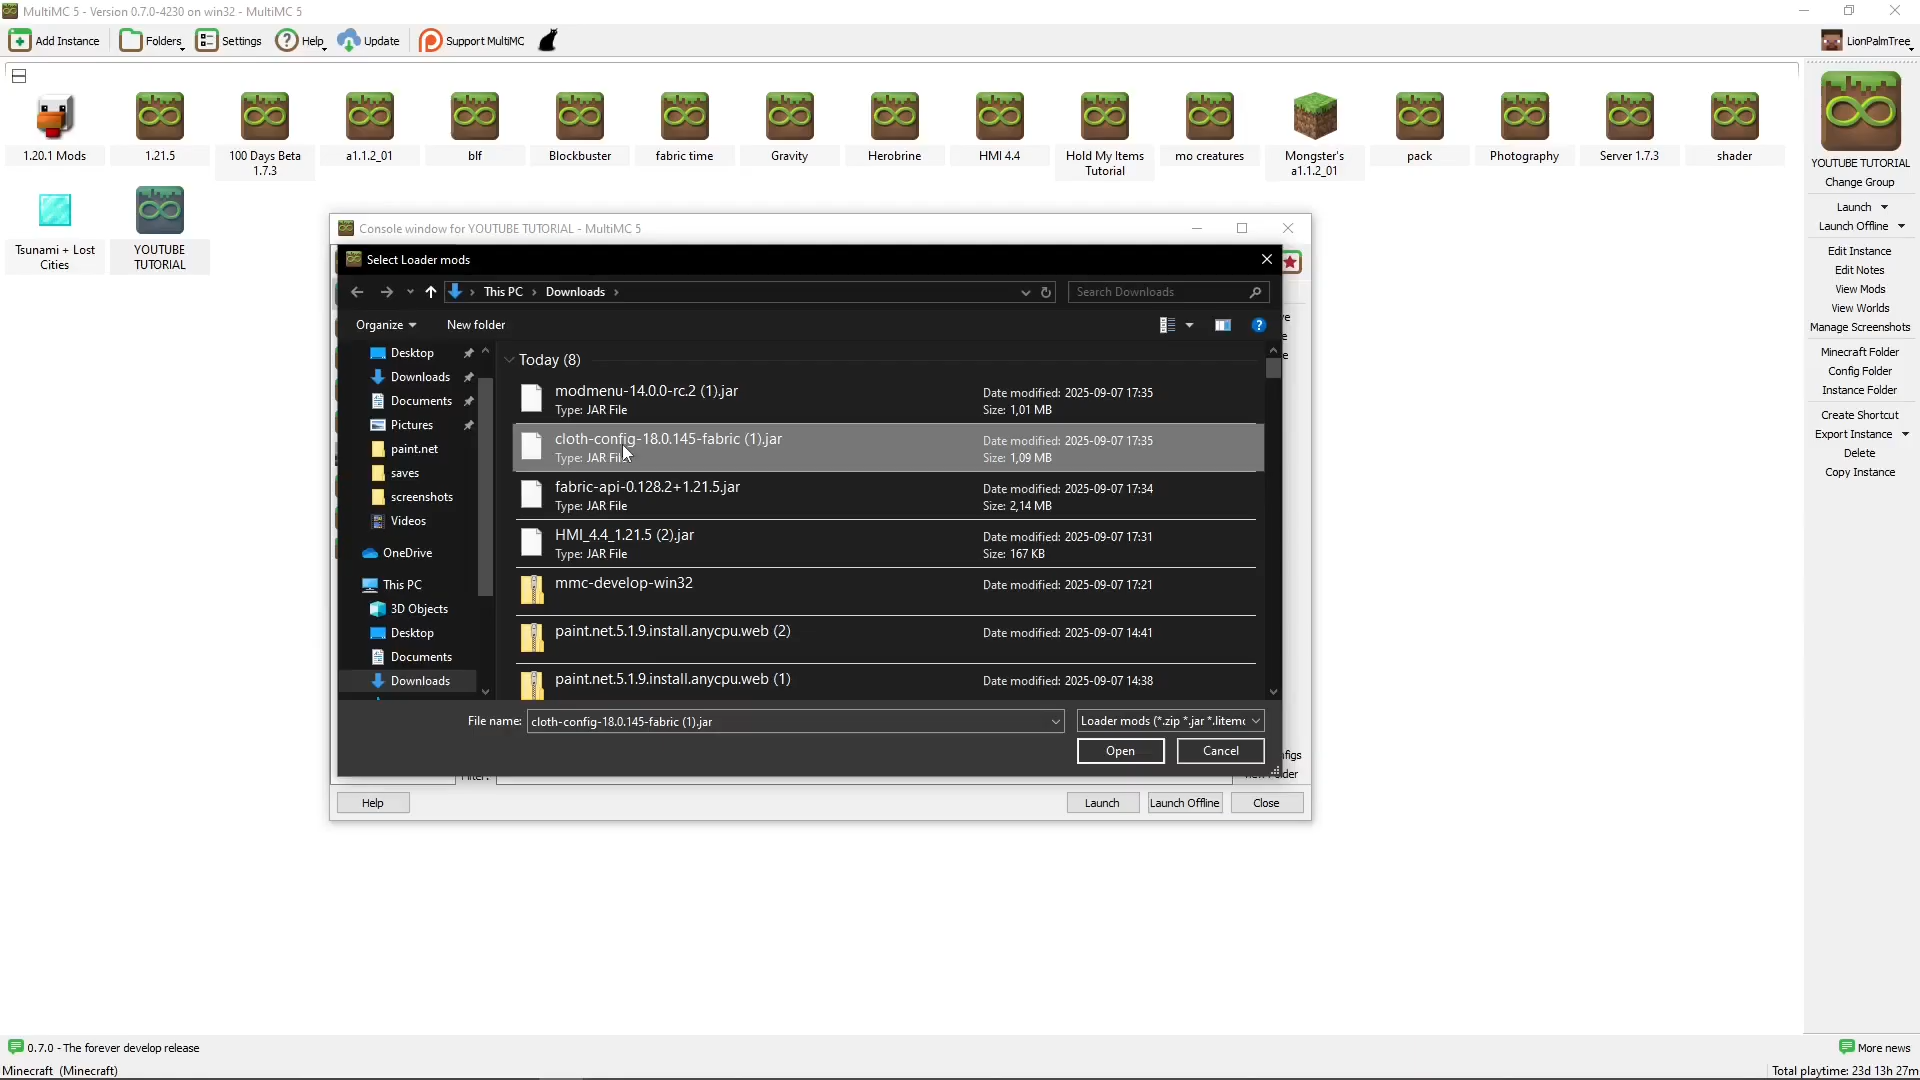 MultiMC 5 - Version 0.7.0-4230 on win32 - MultiMC 5
Add Instance
Folders
Settings
Help
Update
Support MultiMC
LionPalmTree
1.20.1 Mods
1.21.5
100 Days Beta
1.7.3
a1.1.2_01
blf
Blockbuster
fabric time
Gravity
Herobrine
HMI 4.4
Hold My Items
Tutorial
mo creatures
Mongster's
a1.1.2_01
pack
Photography
Server 1.7.3
shader
Tsunami + Lost
Cities
YOUTUBE
TUTORIAL
YOUTUBE TUTORIAL
Change Group
Launch
Launch Offline
Edit Instance
Edit Notes
View Mods
View Worlds
Manage Screenshots
Minecraft Folder
Config Folder
Instance Folder
Create Shortcut
Export Instance
Delete
Copy Instance
Console window for YOUTUBE TUTORIAL - MultiMC 5
Select Loader mods
This PC
Downloads
Search Downloads
Organize
New folder
Desktop
Downloads
Documents
Pictures
paint.net
saves
screenshots
Videos
OneDrive
This PC
3D Objects
Desktop
Documents
Downloads
Today (8)
modmenu-14.0.0-rc.2 (1).jar
Type: JAR File
Date modified: 2025-09-07 17:35
Size: 1,01 MB
cloth-config-18.0.145-fabric (1).jar
Type: JAR File
Date modified: 2025-09-07 17:35
Size: 1,09 MB
fabric-api-0.128.2+1.21.5.jar
Type: JAR File
Date modified: 2025-09-07 17:34
Size: 2,14 MB
HMI_4.4_1.21.5 (2).jar
Type: JAR File
Date modified: 2025-09-07 17:31
Size: 167 KB
mmc-develop-win32
Date modified: 2025-09-07 17:21
paint.net.5.1.9.install.anycpu.web (2)
Date modified: 2025-09-07 14:41
paint.net.5.1.9.install.anycpu.web (1)
Date modified: 2025-09-07 14:38
File name:
cloth-config-18.0.145-fabric (1).jar
Loader mods (*.zip *.jar *.litemo
Open
Cancel
Help
Launch
Launch Offline
Close
0.7.0 - The forever develop release
More news
Minecraft (Minecraft)
Total playtime: 23d 13h 27m